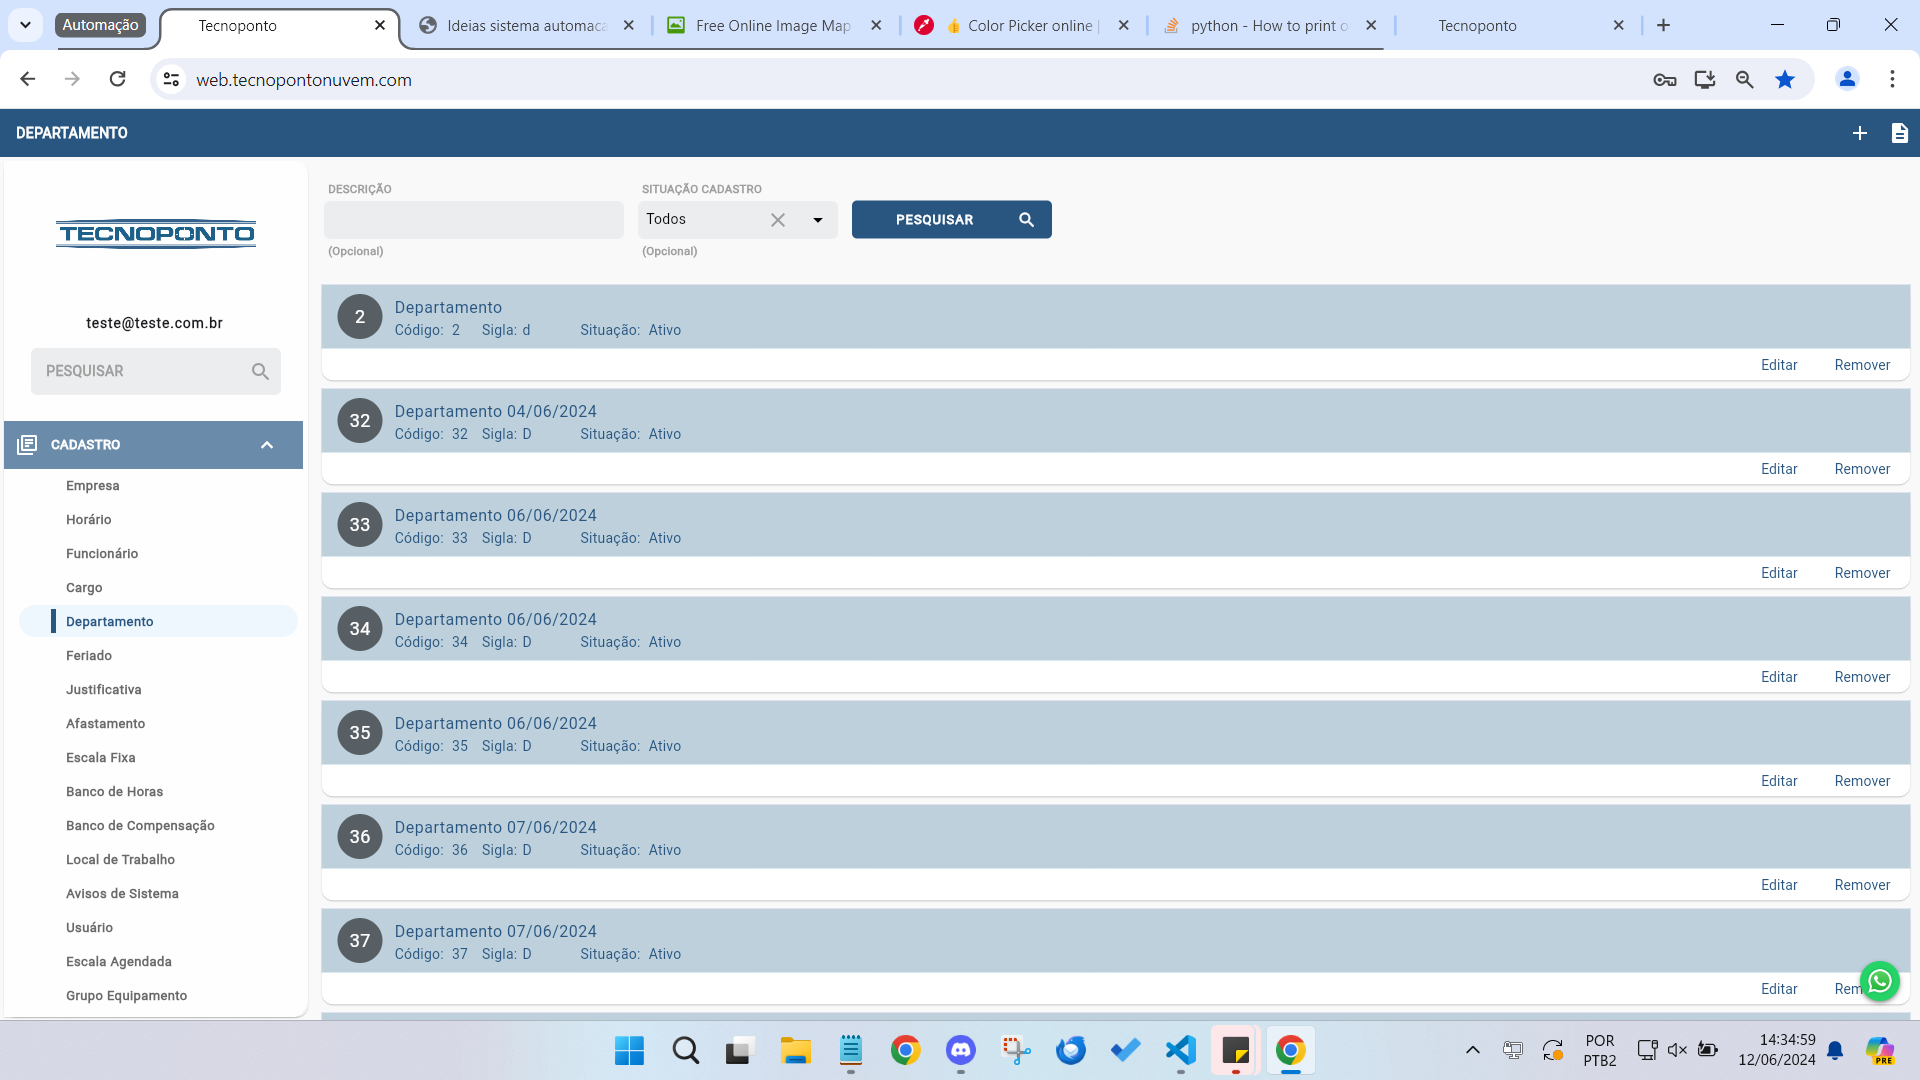 Automação
Tecnoponto
Ideias sistema automaca
Free Online Image Map
Color Picker online |
python - How to print o
Tecnoponto
web.tecnopontonuvem.com
DEPARTAMENTO
TECNOPONTO
teste@teste.com.br
PESQUISAR
CADASTRO
Empresa
Horário
Funcionário
Cargo
Departamento
Feriado
Justificativa
Afastamento
Escala Fixa
Banco de Horas
Banco de Compensação
Local de Trabalho
Avisos de Sistema
Usuário
Escala Agendada
Grupo Equipamento
DESCRIÇÃO
(Opcional)
SITUAÇÃO CADASTRO
Todos
(Opcional)
PESQUISAR
2
Departamento
Código: 2 Sigla: d Situação: Ativo
Editar Remover
32
Departamento 04/06/2024
Código: 32 Sigla: D Situação: Ativo
Editar Remover
33
Departamento 06/06/2024
Código: 33 Sigla: D Situação: Ativo
Editar Remover
34
Departamento 06/06/2024
Código: 34 Sigla: D Situação: Ativo
Editar Remover
35
Departamento 06/06/2024
Código: 35 Sigla: D Situação: Ativo
Editar Remover
36
Departamento 07/06/2024
Código: 36 Sigla: D Situação: Ativo
Editar Remover
37
Departamento 07/06/2024
Código: 37 Sigla: D Situação: Ativo
Editar Rem
POR
PTB2
14:34:59
12/06/2024
PRE